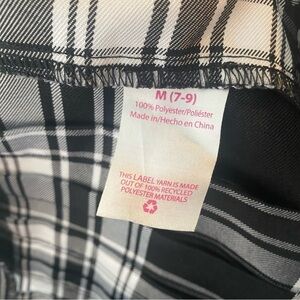 M (7-9)
100% Polyester/Poliéster
Made in/Hecho en China
THIS LABEL YARN IS MADE
OUT OF 100% RECYCLED
POLYESTER MATERIALS